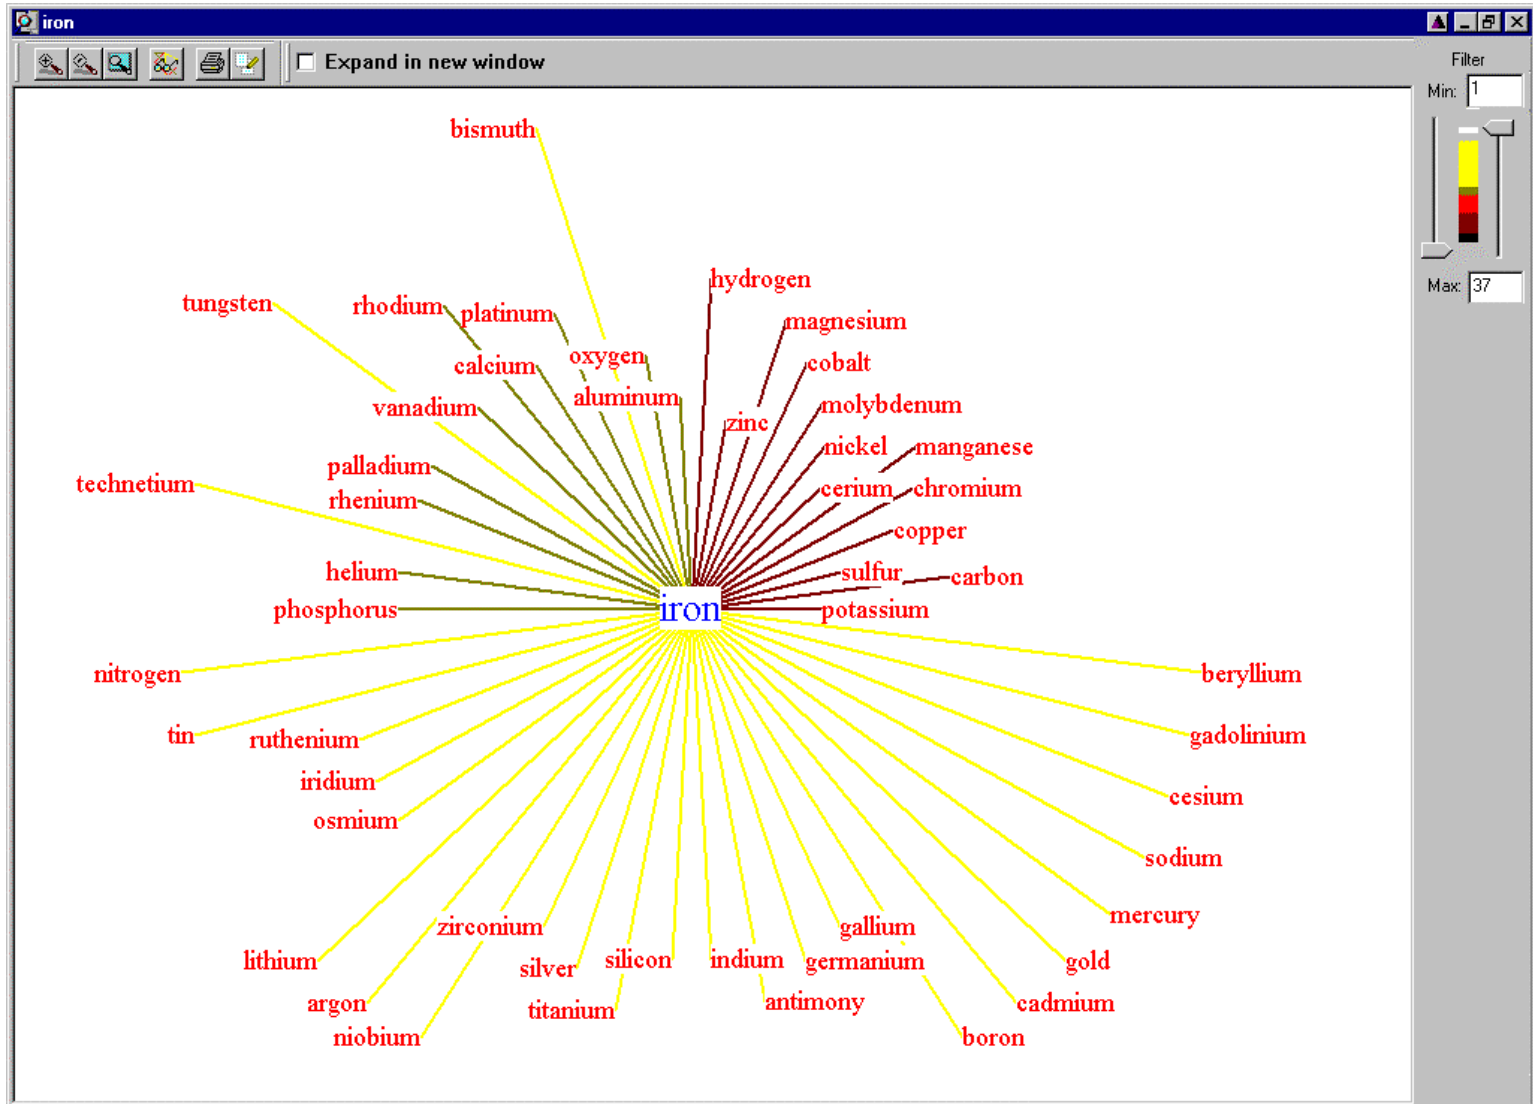 iron
Expand in new window
Filter
Min: 1
Max: 37
bismuth
hydrogen
tungsten
rhodium
platinum
magnesium
oxygen
calcium
cobalt
aluminum
vanadium
molybdenum
zinc
nickel
manganese
palladium
technetium
rhenium
cerium
chromium
copper
helium
sulfur
carbon
phosphorus
iron
potassium
nitrogen
beryllium
tin
ruthenium
gadolinium
iridium
cesium
osmium
sodium
mercury
zirconium
gallium
lithium
silver
silicon
indium
germanium
gold
argon
titanium
antimony
cadmium
niobium
boron